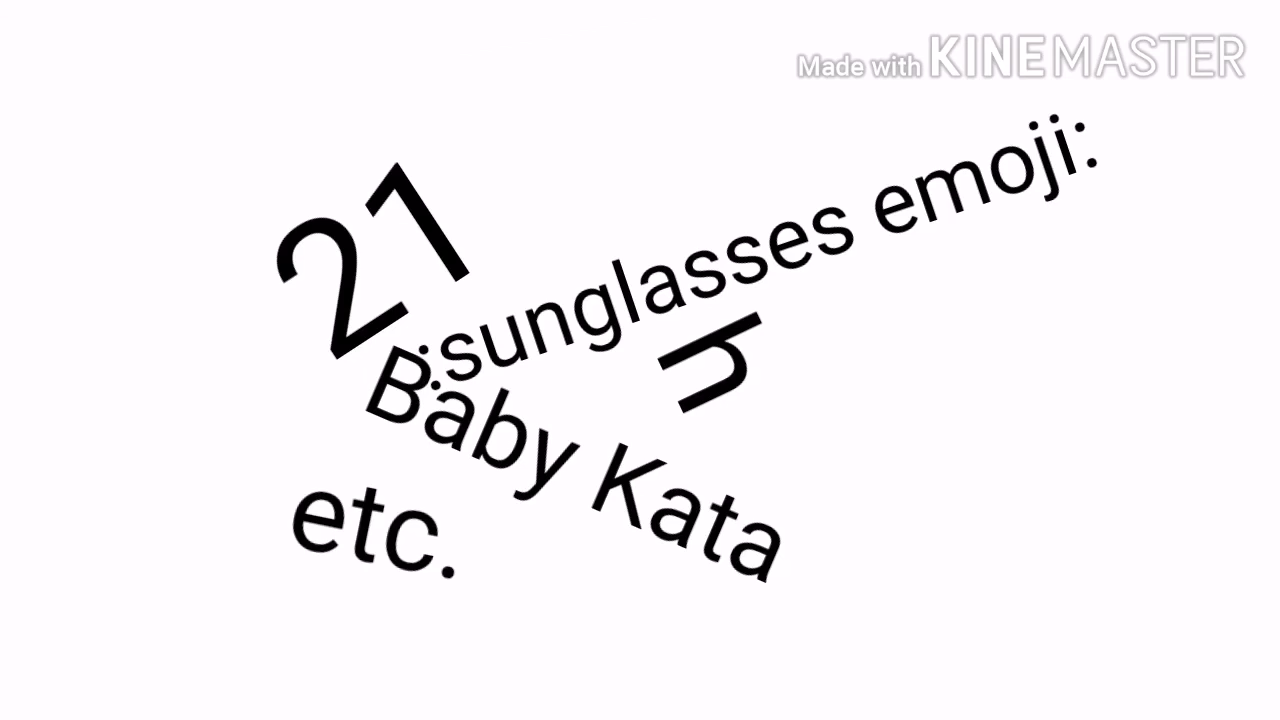 Made with KINEMASTER
21
:sunglasses emoji:
h
Baby Kata
etc.